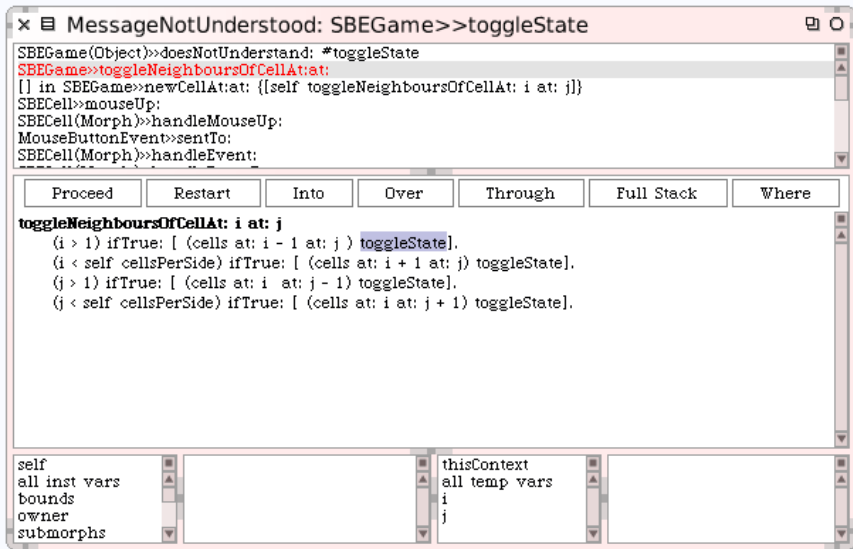 MessageNotUnderstood: SBEGame>>toggleState
SBEGame(Object)>>doesNotUnderstand: #toggleState
SBEGame>>toggleNeighboursOfCellAt:at:
[] in SBEGame>>newCellAt:at: {[self toggleNeighboursOfCellAt: i at: j]}
SBECell>>mouseUp:
SBECell(Morph)>>handleMouseUp:
MouseButtonEvent>>sentTo:
SBECell(Morph)>>handleEvent:
Proceed Restart Into Over Through Full Stack Where
toggleNeighboursOfCellAt: i at: j
(i > 1) ifTrue: [ (cells at: i - 1 at: j ) toggleState].
(i < self cellsPerSide) ifTrue: [ (cells at: i + 1 at: j) toggleState].
(j > 1) ifTrue: [ (cells at: i at: j - 1) toggleState].
(j < self cellsPerSide) ifTrue: [ (cells at: i at: j + 1) toggleState].
self
all inst vars
bounds
owner
submorphs
thisContext
all temp vars
i
j